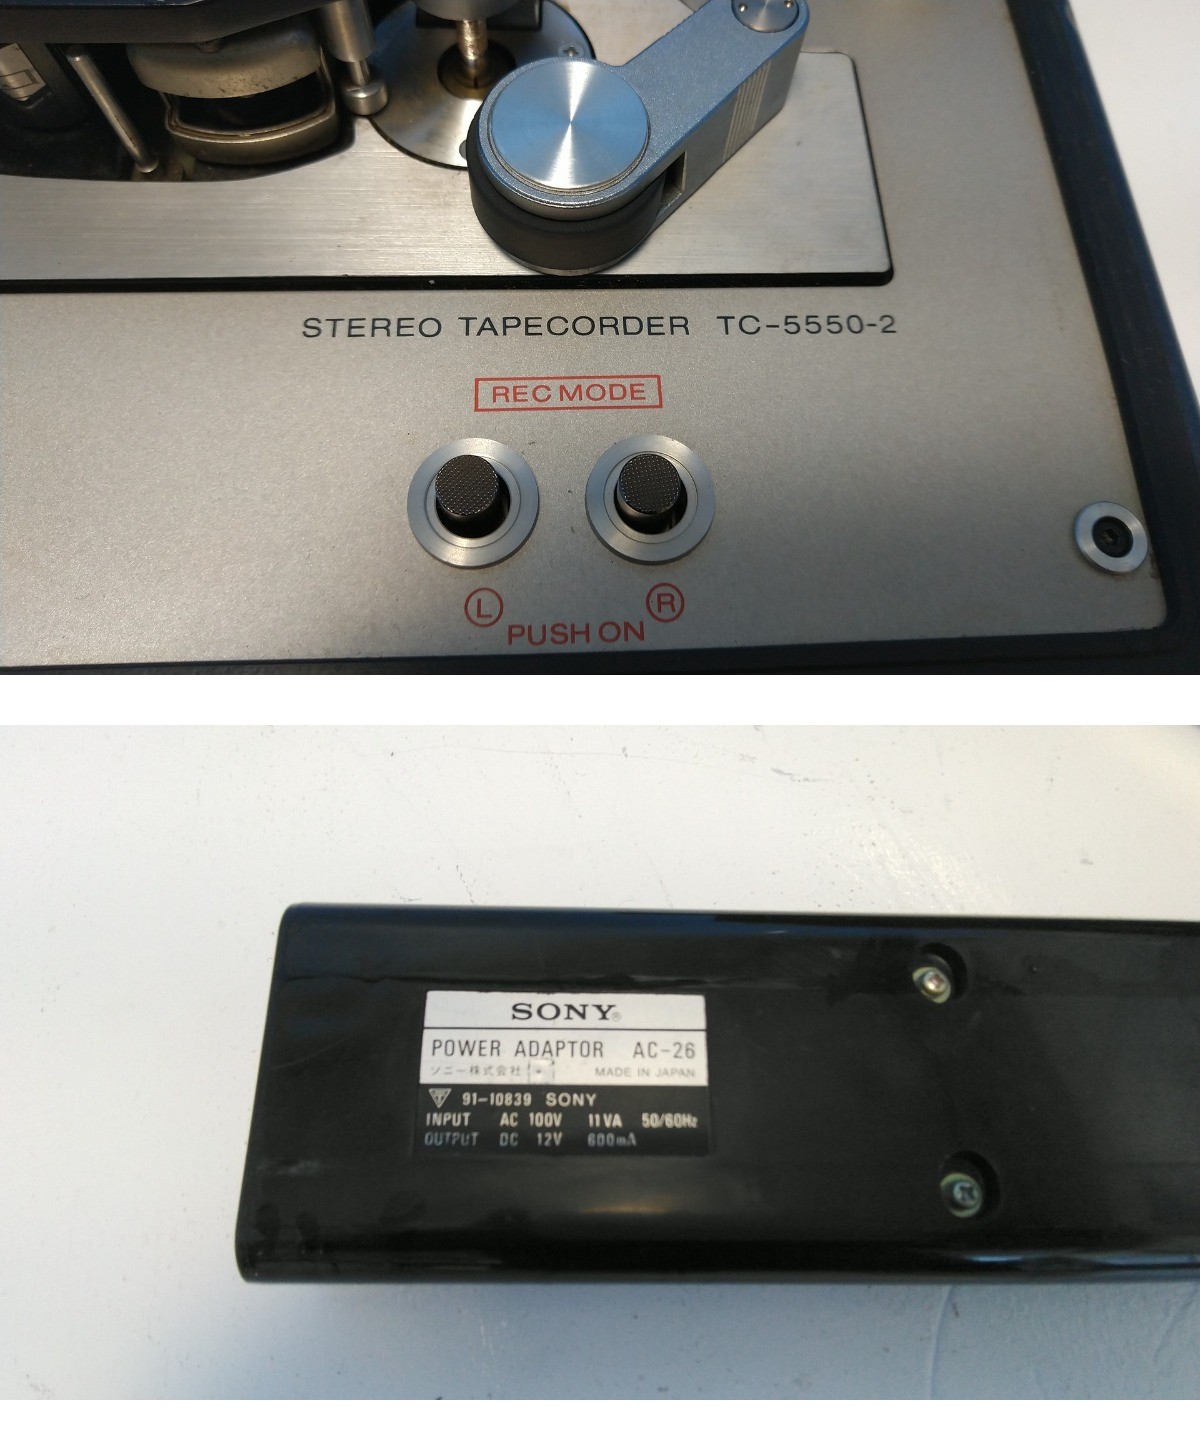 STEREO TAPECORDER TC-5550-2
REC MODE
L R
PUSH ON
SONY®
POWER ADAPTOR AC-26
ソニー株式会社 MADE IN JAPAN
91-10839 SONY
INPUT AC 100V 11VA 50/60Hz
OUTPUT DC 12V 600mA